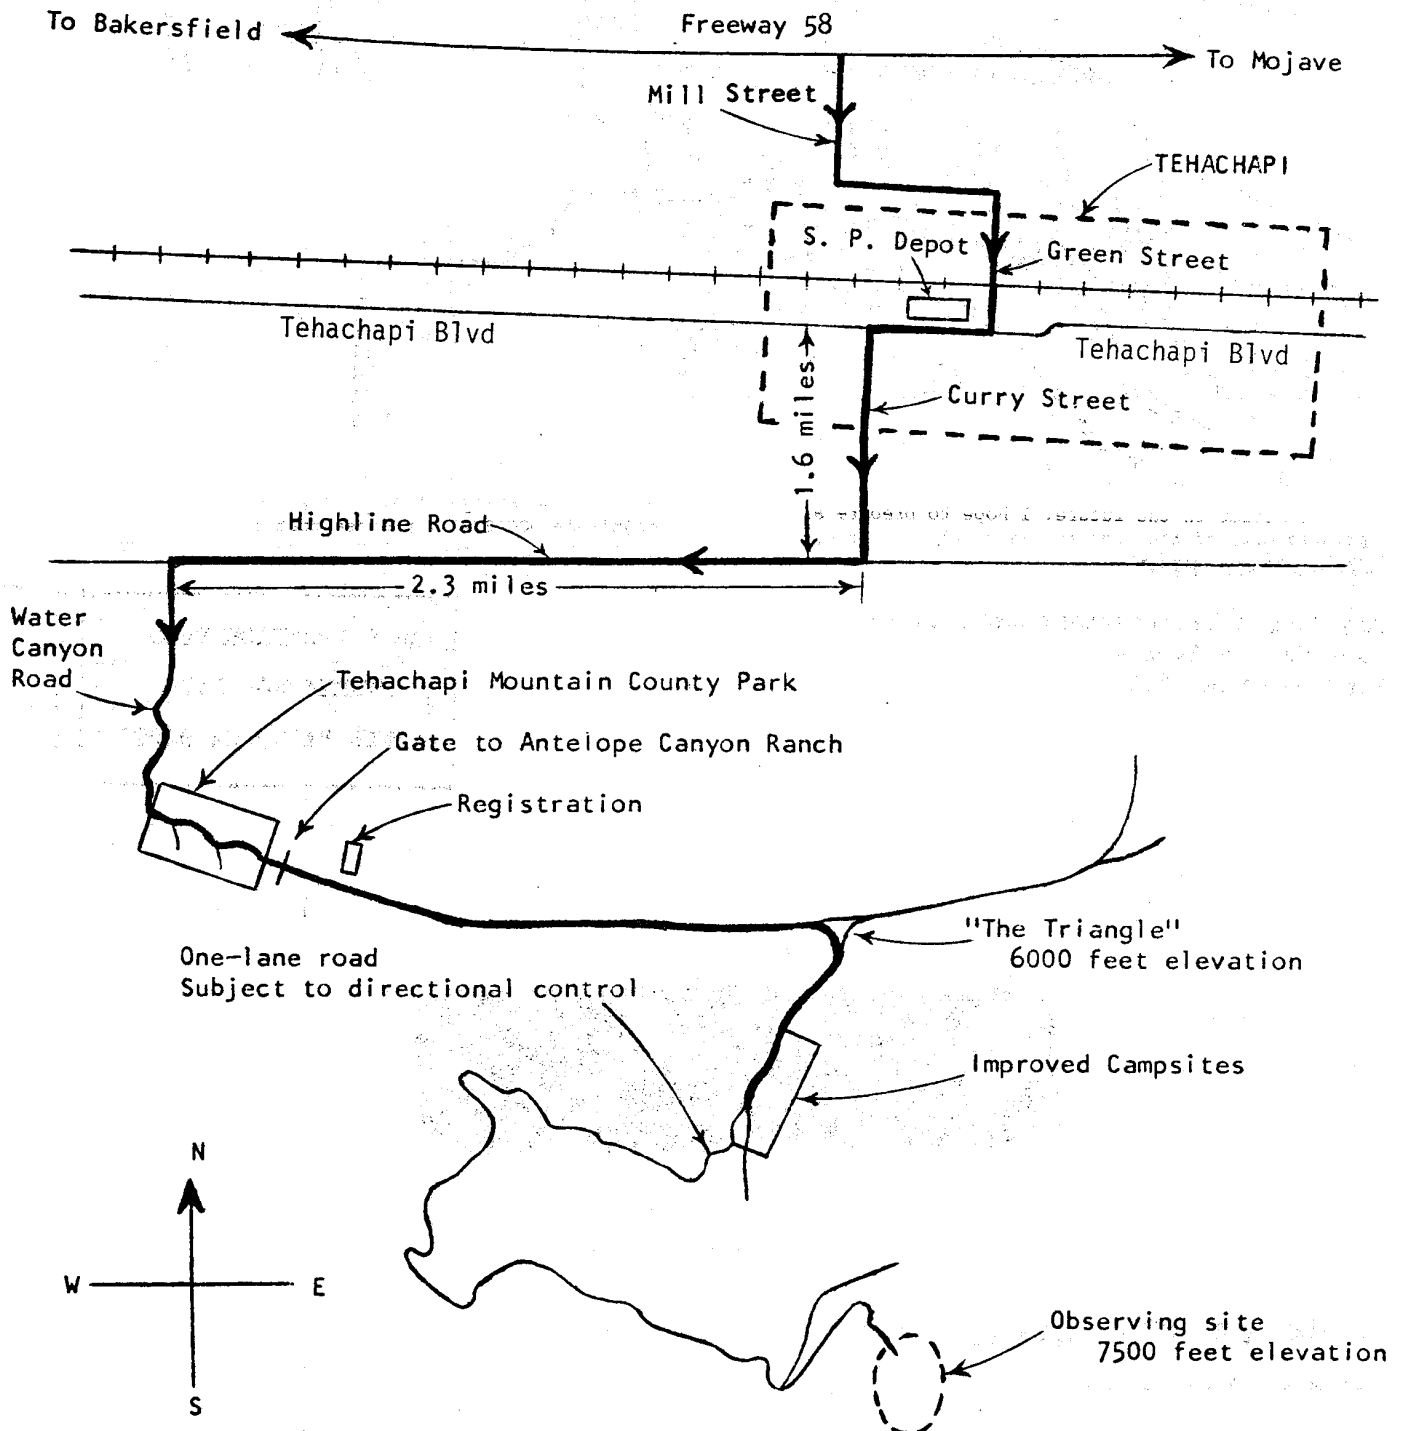 To Bakersfield
Freeway 58
To Mojave
Mill Street
TEHACHAPI
S. P. Depot
Green Street
Tehachapi Blvd
Tehachapi Blvd
1.6 miles
Curry Street
Highline Road
2.3 miles
Water
Canyon
Road
Tehachapi Mountain County Park
Gate to Antelope Canyon Ranch
Registration
"The Triangle"
6000 feet elevation
One-lane road
Subject to directional control
Improved Campsites
N
W
E
S
Observing site
7500 feet elevation